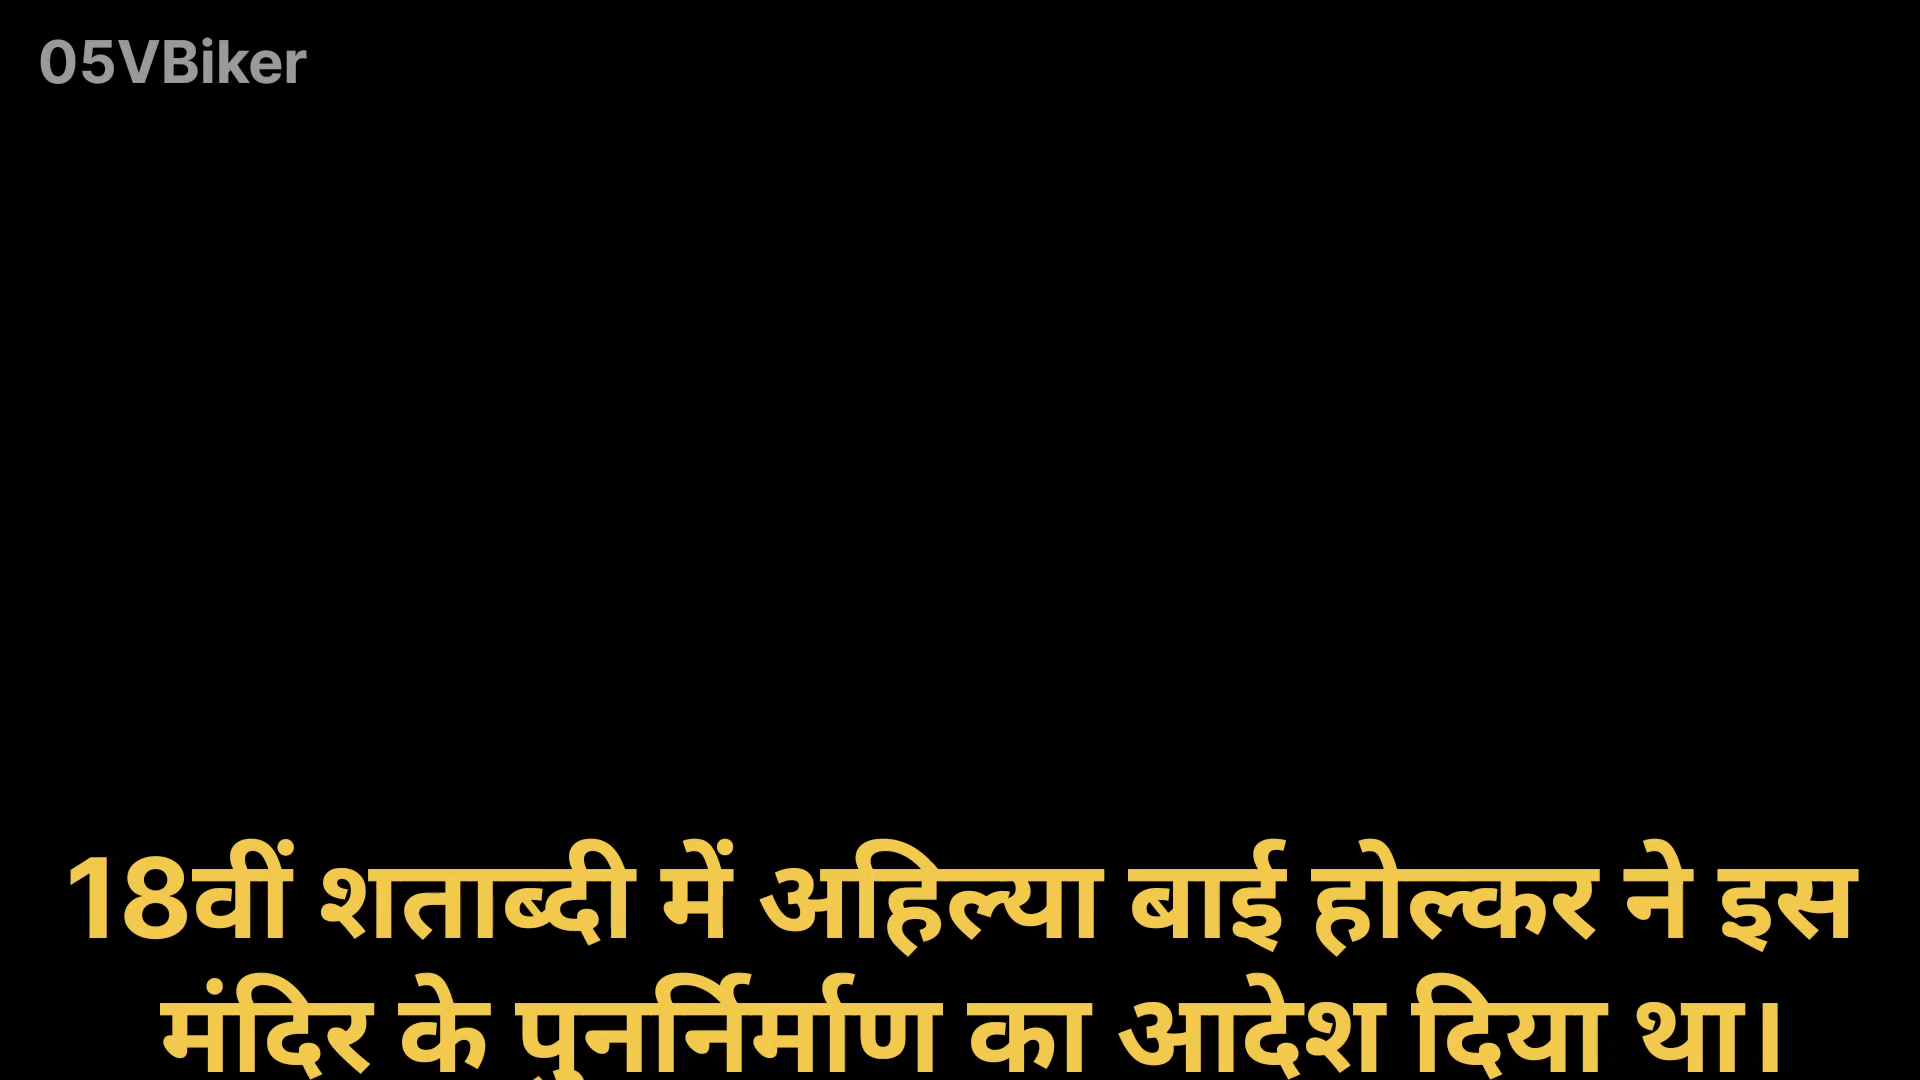 05VBiker
18वीं शताब्दी में अहिल्या बाई होल्कर ने इस
मंदिर के पुनर्निर्माण का आदेश दिया था।